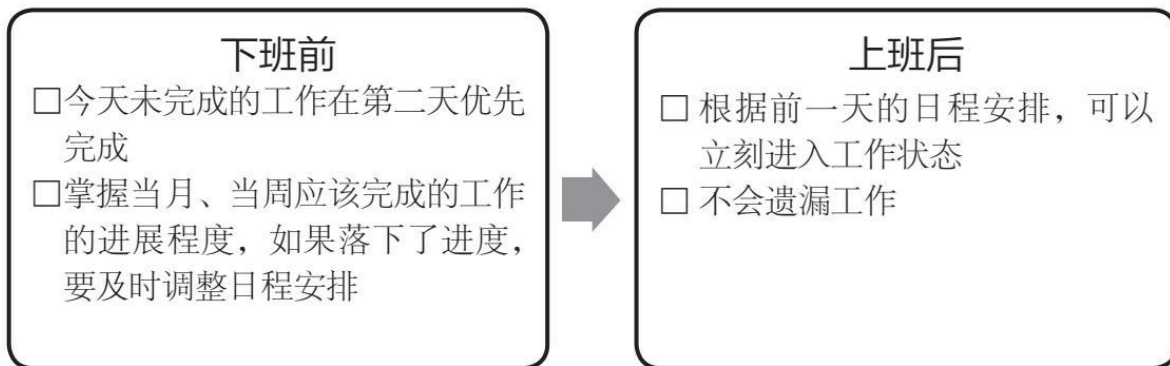 下班前
□今天未完成的工作在第二天优先
完成
□掌握当月、当周应该完成的工作
的进展程度，如果落下了进度，
要及时调整日程安排
上班后
□ 根据前一天的日程安排，可以
立刻进入工作状态
□ 不会遗漏工作